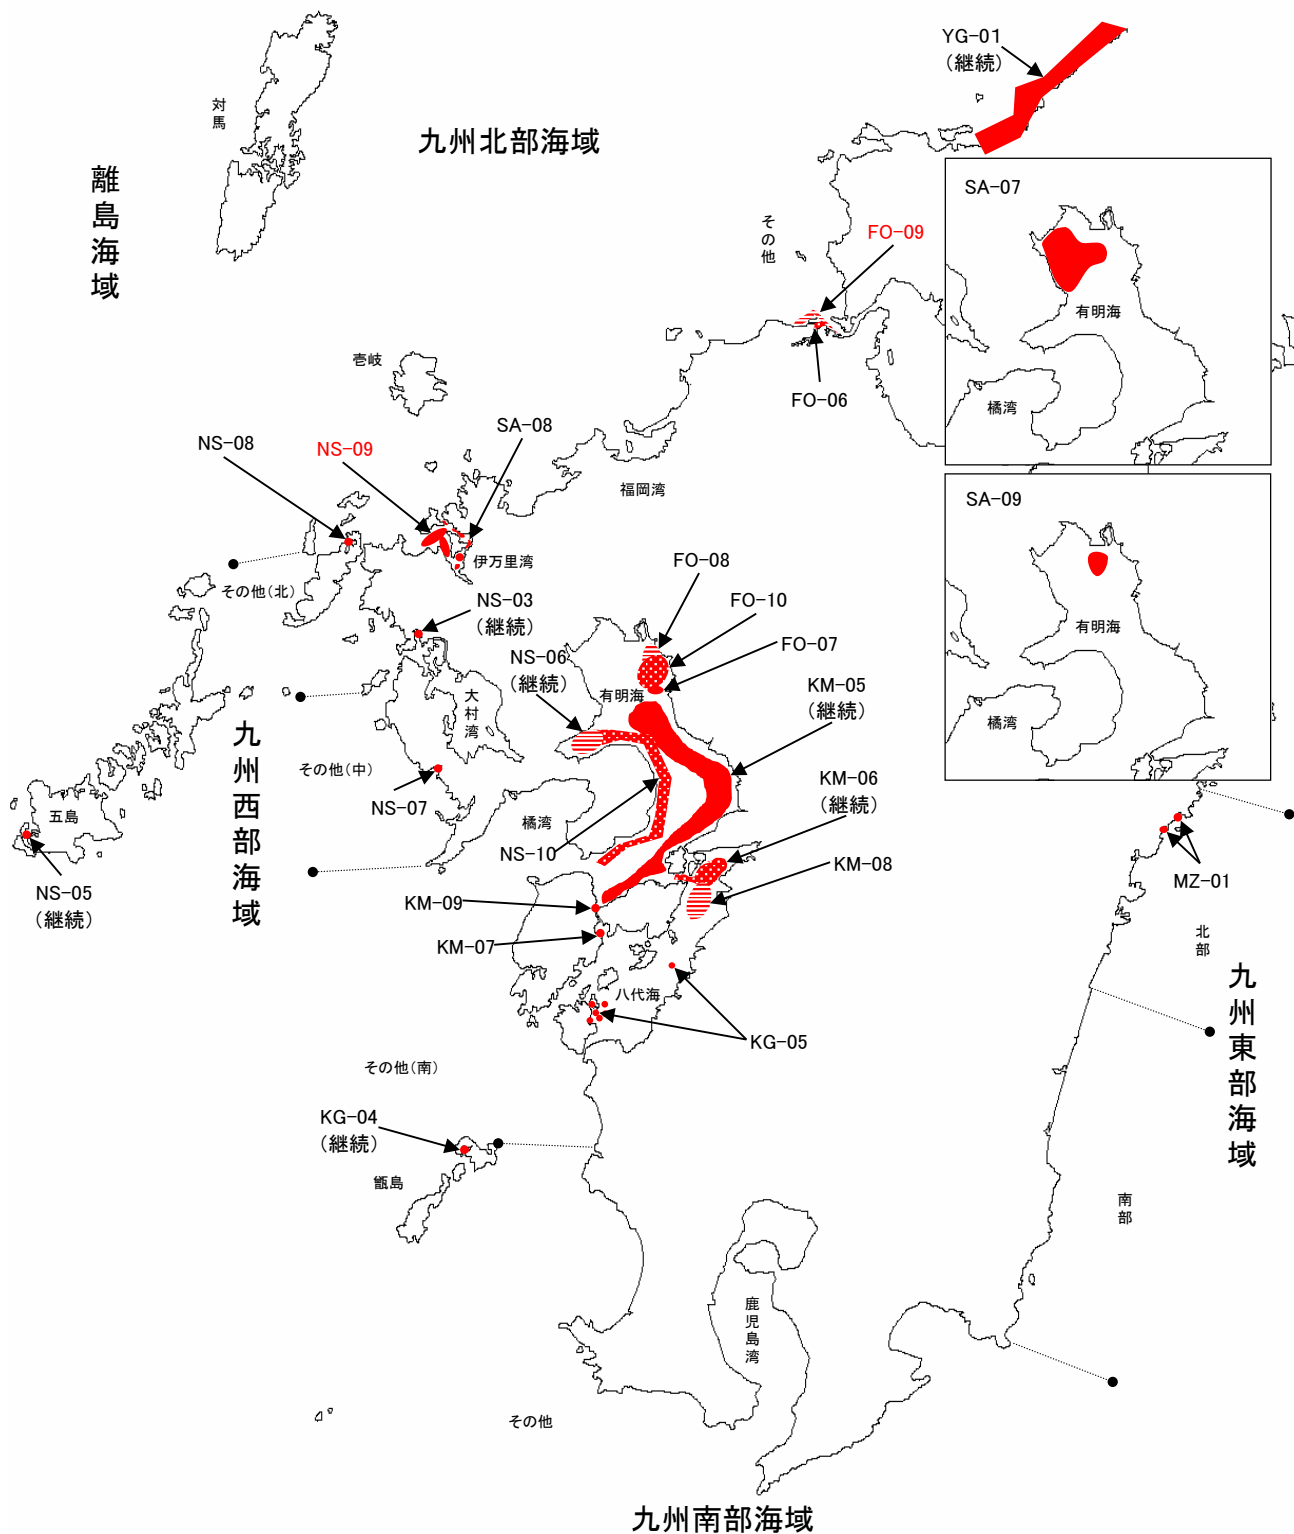 YG-01
(継続)
対馬
九州北部海域
離島海域
SA-07
その他
FO-09
有明海
橘湾
壱岐
FO-06
SA-08
NS-08
NS-09
福岡湾
SA-09
伊万里湾
FO-08
その他(北)
NS-03
(継続)
FO-10
有明海
FO-07
NS-06
(継続)
KM-05
(継続)
有明海
大村湾
橘湾
九州西部海域
その他(中)
KM-06
(継続)
NS-07
五島
橘湾
NS-10
KM-08
MZ-01
NS-05
(継続)
KM-09
北部
KM-07
九州東部海域
八代海
KG-05
その他(南)
KG-04
(継続)
甑島
南部
鹿児島湾
その他
九州南部海域